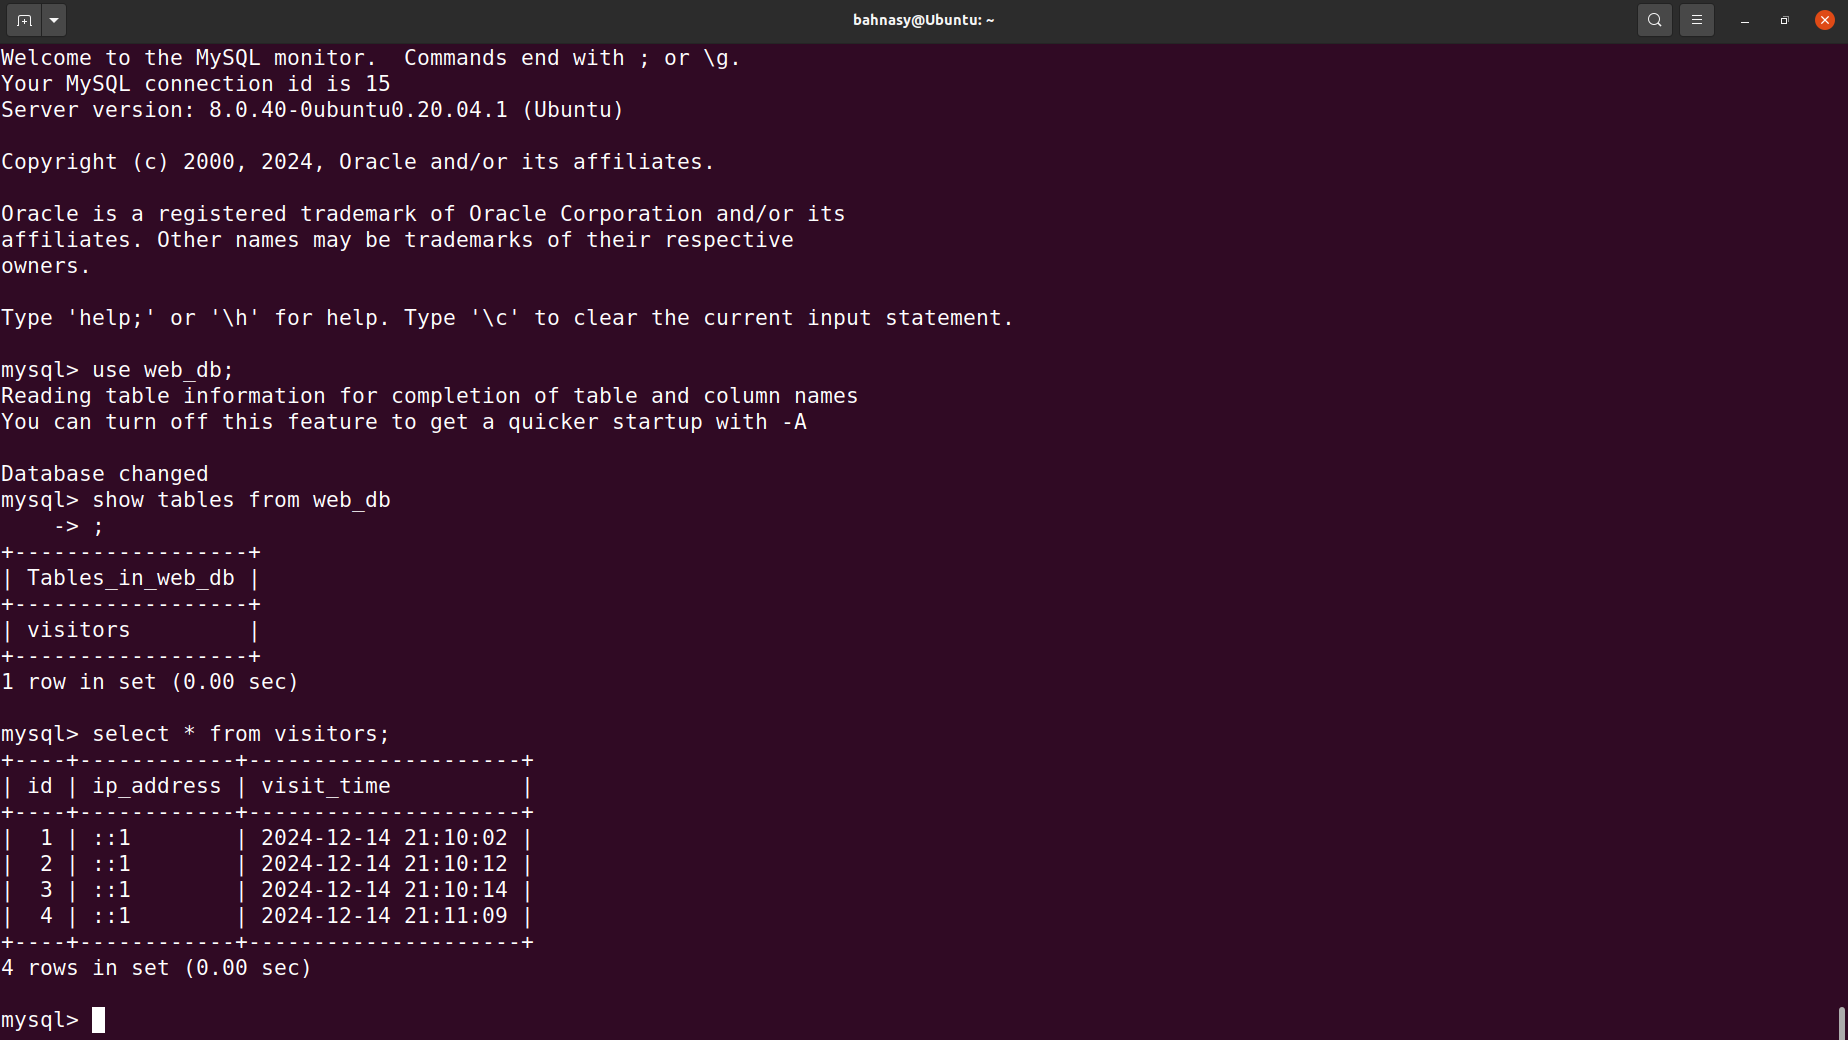 bahnasy@Ubuntu: ~
Welcome to the MySQL monitor.  Commands end with ; or \g.
Your MySQL connection id is 15
Server version: 8.0.40-0ubuntu0.20.04.1 (Ubuntu)

Copyright (c) 2000, 2024, Oracle and/or its affiliates.

Oracle is a registered trademark of Oracle Corporation and/or its
affiliates. Other names may be trademarks of their respective
owners.

Type 'help;' or '\h' for help. Type '\c' to clear the current input statement.

mysql> use web_db;
Reading table information for completion of table and column names
You can turn off this feature to get a quicker startup with -A

Database changed
mysql> show tables from web_db
    -> ;
+------------------+
| Tables_in_web_db |
+------------------+
| visitors         |
+------------------+
1 row in set (0.00 sec)

mysql> select * from visitors;
+----+------------+---------------------+
| id | ip_address | visit_time          |
+----+------------+---------------------+
|  1 | ::1        | 2024-12-14 21:10:02 |
|  2 | ::1        | 2024-12-14 21:10:12 |
|  3 | ::1        | 2024-12-14 21:10:14 |
|  4 | ::1        | 2024-12-14 21:11:09 |
+----+------------+---------------------+
4 rows in set (0.00 sec)

mysql>